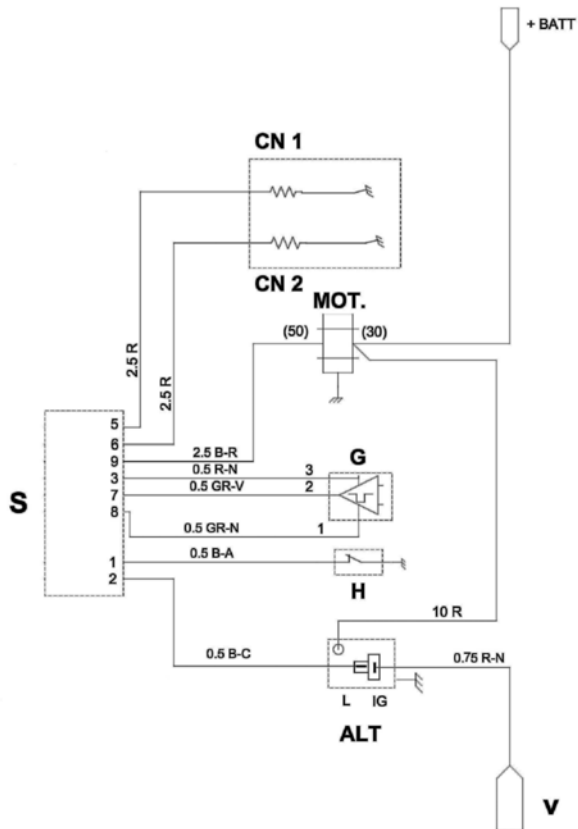 + BATT
CN 1
CN 2
MOT.
(50) (30)
2.5 R
2.5 R
5
6
9 2.5 B-R
3 0.5 R-N 3
7 0.5 GR-V 2
8
0.5 GR-N 1
G
S
1 0.5 B-A
2
H
10 R
0.5 B-C
0.75 R-N
L IG
ALT
V